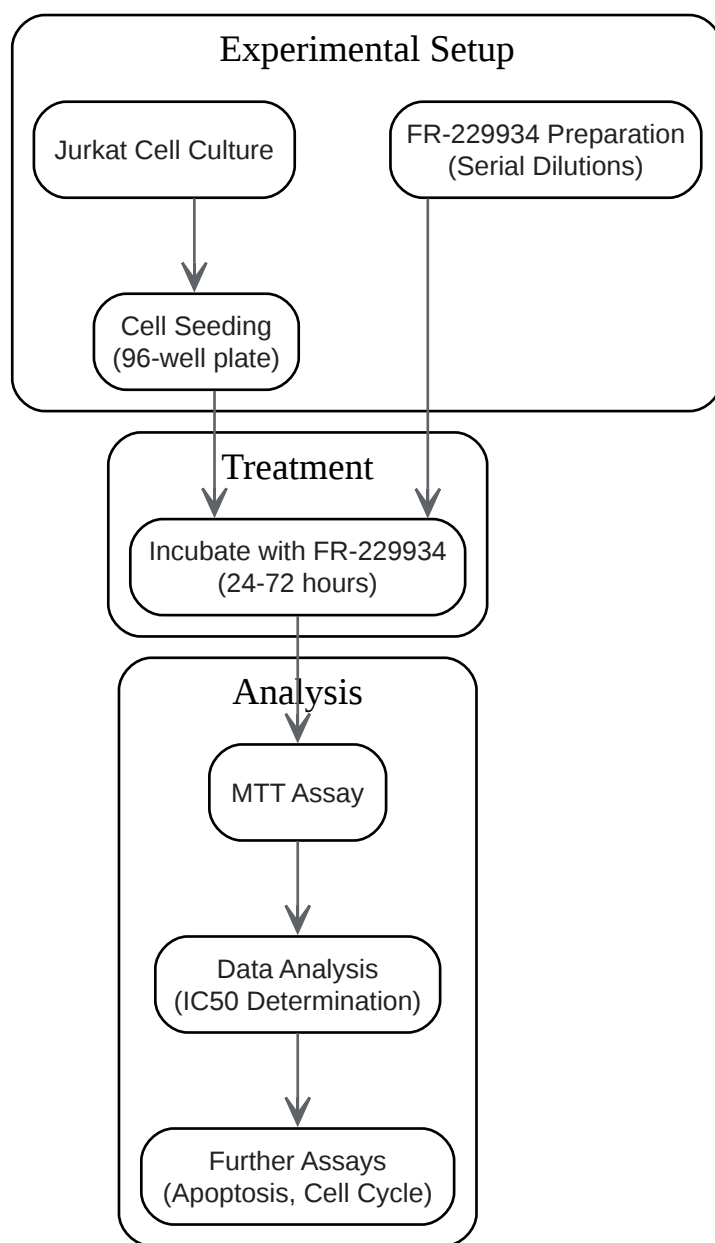 Experimental Setup
Jurkat Cell Culture
FR-229934 Preparation
(Serial Dilutions)
Cell Seeding
(96-well plate)
Treatment
Incubate with FR-229934
(24-72 hours)
Analysis
MTT Assay
Data Analysis
(IC50 Determination)
Further Assays
(Apoptosis, Cell Cycle)